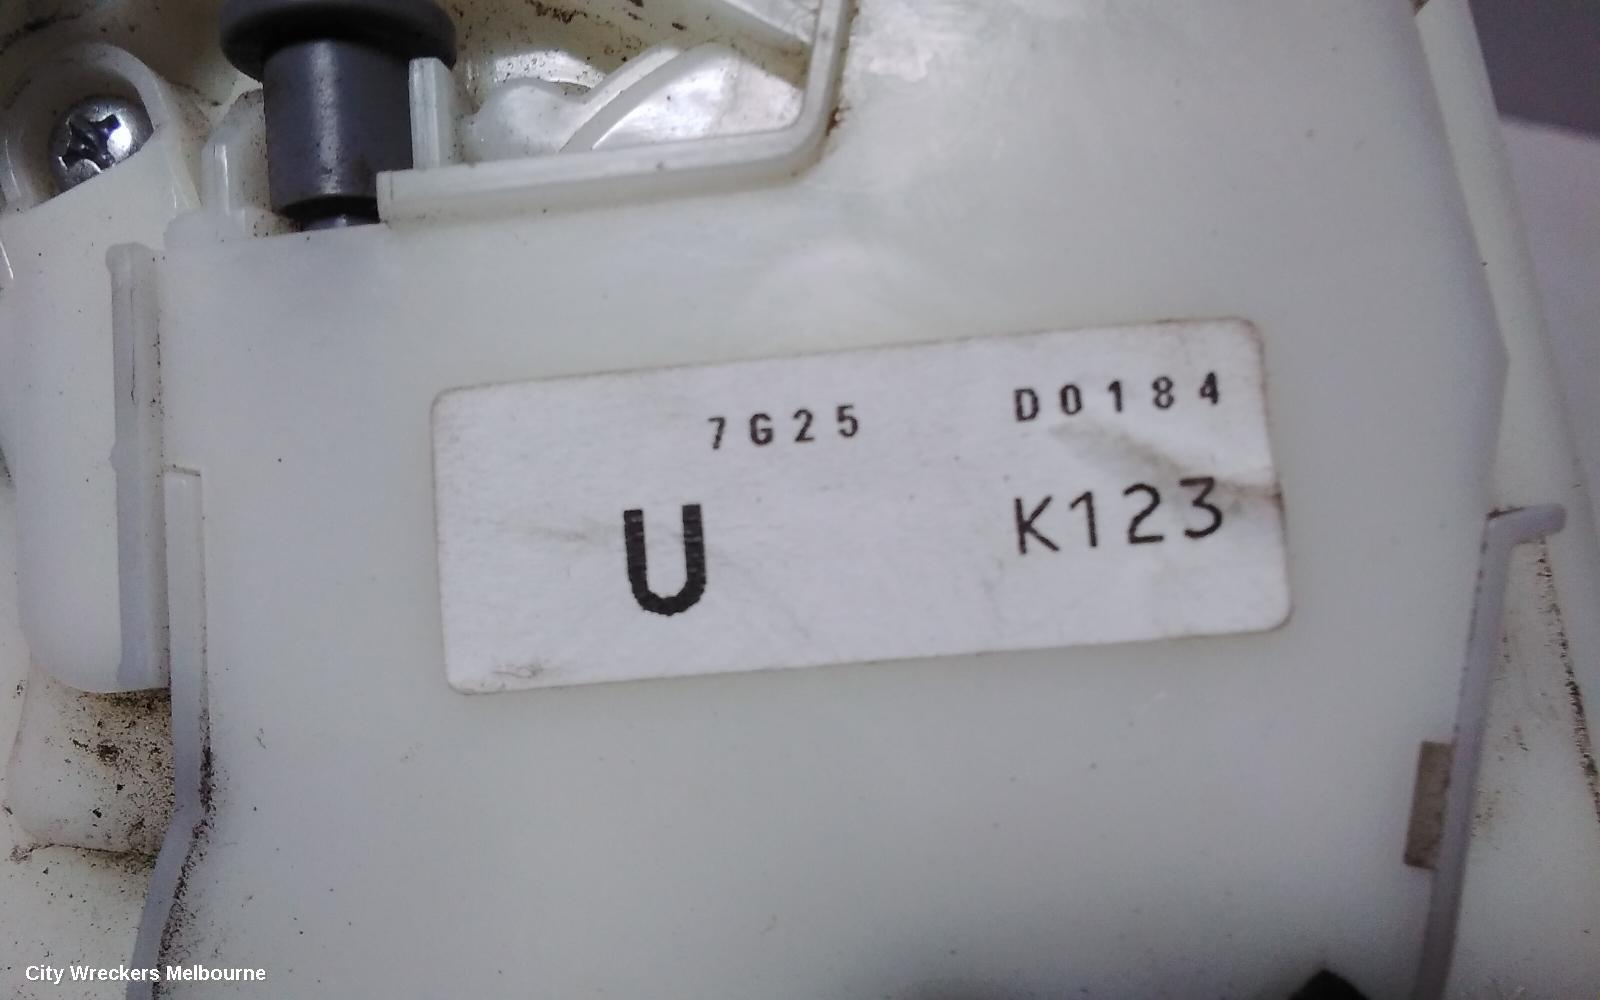 7G25 D0184
U K123
City Wreckers Melbourne